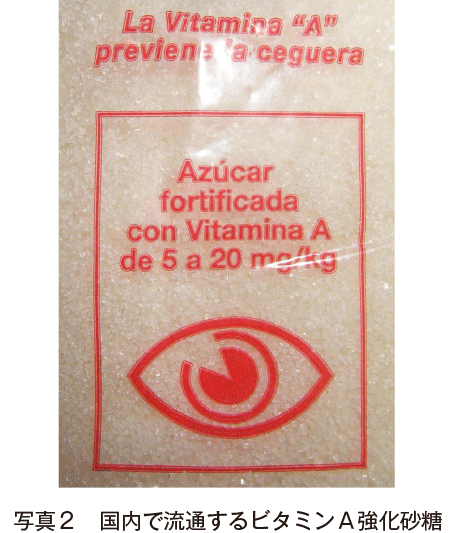 La Vitamina "A"
previene la ceguera
Azúcar
fortificada
con Vitamina A
de 5 a 20 mg/kg
写真２　国内で流通するビタミンＡ強化砂糖